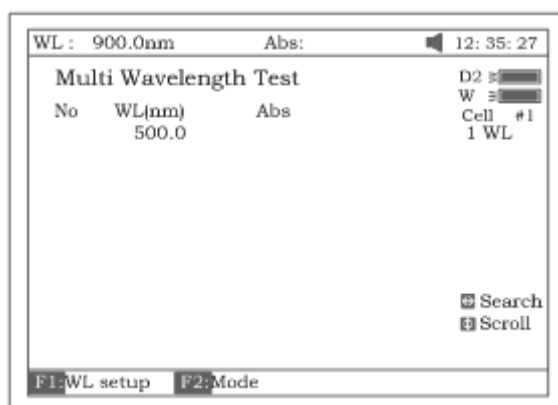 WL : 900.0nm Abs: 12: 35: 27
Multi Wavelength Test D2
W
No WL(nm) Abs Cell #1
500.0 1 WL
Search
Scroll
F1:WL setup F2:Mode